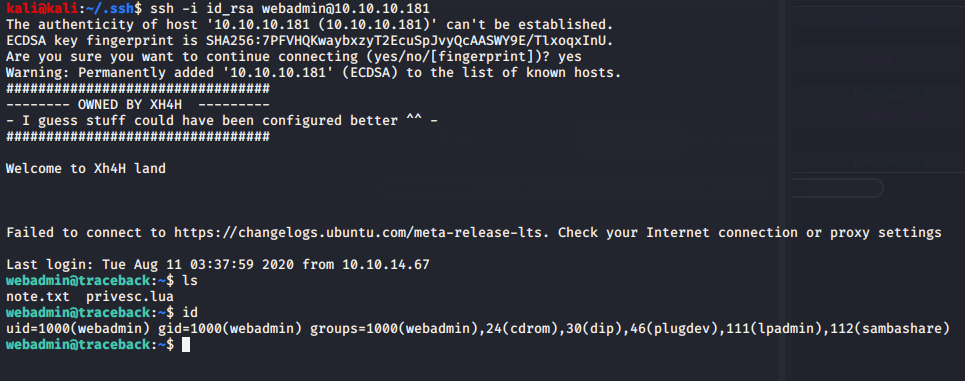 kali@kali:~/.ssh$ ssh -i id_rsa webadmin@10.10.10.181
The authenticity of host '10.10.10.181 (10.10.10.181)' can't be established.
ECDSA key fingerprint is SHA256:7PFVHQKwaybxzyT2EcuSpJvyQcAASWY9E/TlxoqxInU.
Are you sure you want to continue connecting (yes/no/[fingerprint])? yes
Warning: Permanently added '10.10.10.181' (ECDSA) to the list of known hosts.
#################################
-------- OWNED BY XH4H  ---------
- I guess stuff could have been configured better ^^ -
#################################
Welcome to Xh4H land
Failed to connect to https://changelogs.ubuntu.com/meta-release-lts. Check your Internet connection or proxy settings
Last login: Tue Aug 11 03:37:59 2020 from 10.10.14.67
webadmin@traceback:~$ ls
note.txt  privesc.lua
webadmin@traceback:~$ id
uid=1000(webadmin) gid=1000(webadmin) groups=1000(webadmin),24(cdrom),30(dip),46(plugdev),111(lpadmin),112(sambashare)
webadmin@traceback:~$